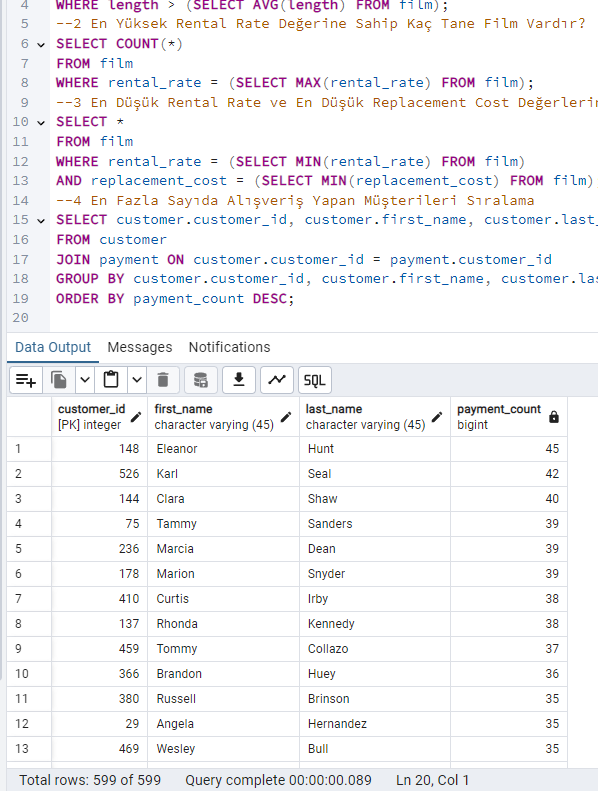 4 WHERE length > (SELECT AVG(length) FROM film);
5 --2 En Yüksek Rental Rate Değerine Sahip Kaç Tane Film Vardır?
6 SELECT COUNT(*)
7 FROM film
8 WHERE rental_rate = (SELECT MAX(rental_rate) FROM film);
9 --3 En Düşük Rental Rate ve En Düşük Replacement Cost Değerlerin
10 SELECT *
11 FROM film
12 WHERE rental_rate = (SELECT MIN(rental_rate) FROM film)
13 AND replacement_cost = (SELECT MIN(replacement_cost) FROM film)
14 --4 En Fazla Sayıda Alışveriş Yapan Müşterileri Sıralama
15 SELECT customer.customer_id, customer.first_name, customer.last_
16 FROM customer
17 JOIN payment ON customer.customer_id = payment.customer_id
18 GROUP BY customer.customer_id, customer.first_name, customer.las
19 ORDER BY payment_count DESC;
20
Data Output Messages Notifications
SQL
customer_id first_name last_name payment_count
[PK] integer character varying (45) character varying (45) bigint
1 148 Eleanor Hunt 45
2 526 Karl Seal 42
3 144 Clara Shaw 40
4 75 Tammy Sanders 39
5 236 Marcia Dean 39
6 178 Marion Snyder 39
7 410 Curtis Irby 38
8 137 Rhonda Kennedy 38
9 459 Tommy Collazo 37
10 366 Brandon Huey 36
11 380 Russell Brinson 35
12 29 Angela Hernandez 35
13 469 Wesley Bull 35
Total rows: 599 of 599 Query complete 00:00:00.089 Ln 20, Col 1